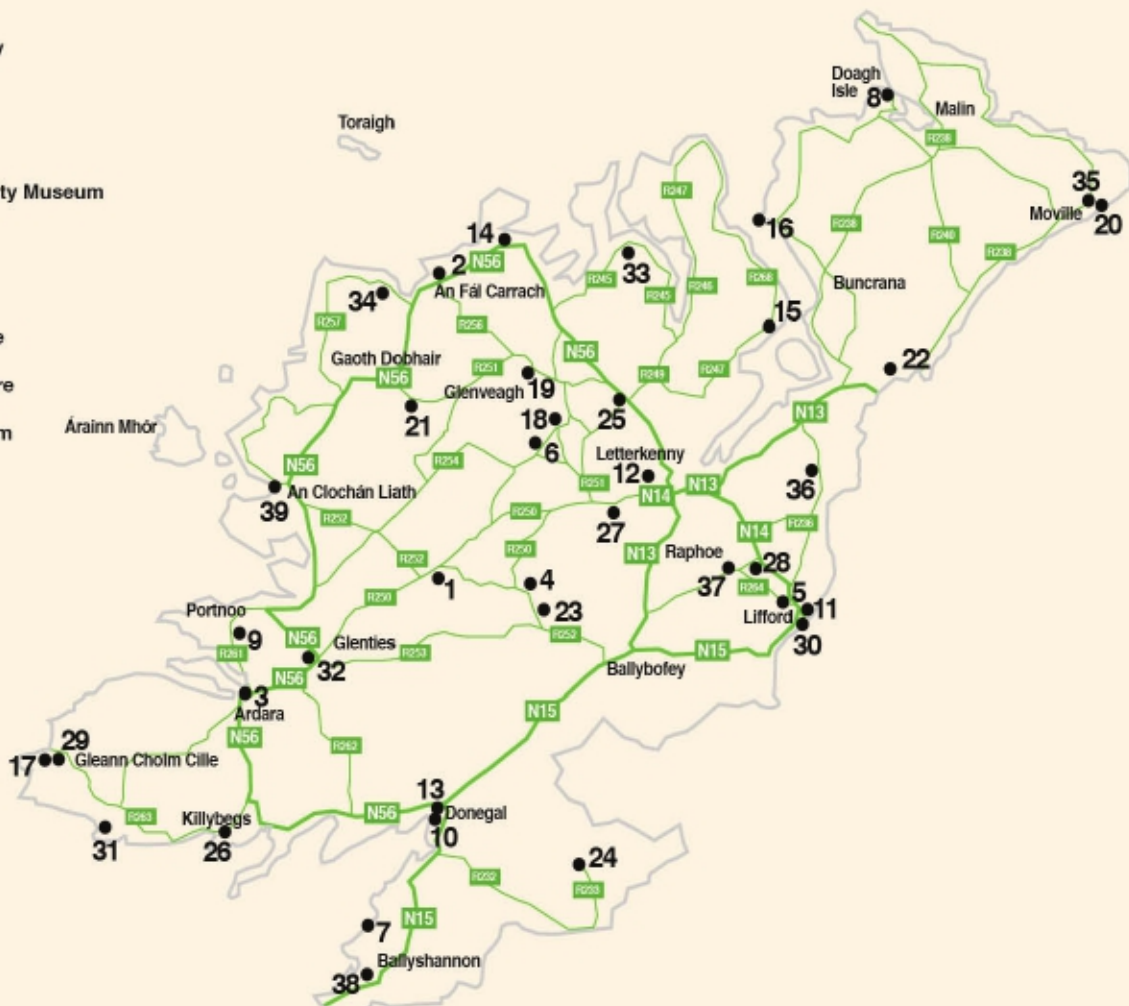 y
Doagh
Isle
8
Malin
Toraigh
R238
ty Museum
R247
35
Moville
20
16
14
2
N56
33
R238
R240
R238
An Fál Carrach
R245
R245
R246
R268
Buncrana
34
R257
R256
15
e
Gaoth Dobhair
N56
R251
N56
22
re
Glenveagh
19
R249
R247
21
18
25
N13
m
Árainn Mhór
6
Letterkenny
N56
R254
12
R251
N13
36
An Clochán Liath
N14
39
R252
R250
27
R236
N14
R252
R250
N13
Raphoe
28
1
4
37
R264
5
11
R250
23
Lifford
Portnoo
30
9
N56
Glenties
R252
R261
32
R253
N15
N56
Ballybofey
3
Ardara
N15
N56
R262
29
17
Gleann Cholm Cille
13
R263
Killybegs
N56
Donegal
31
26
10
24
R232
R233
7
N15
Ballyshannon
38